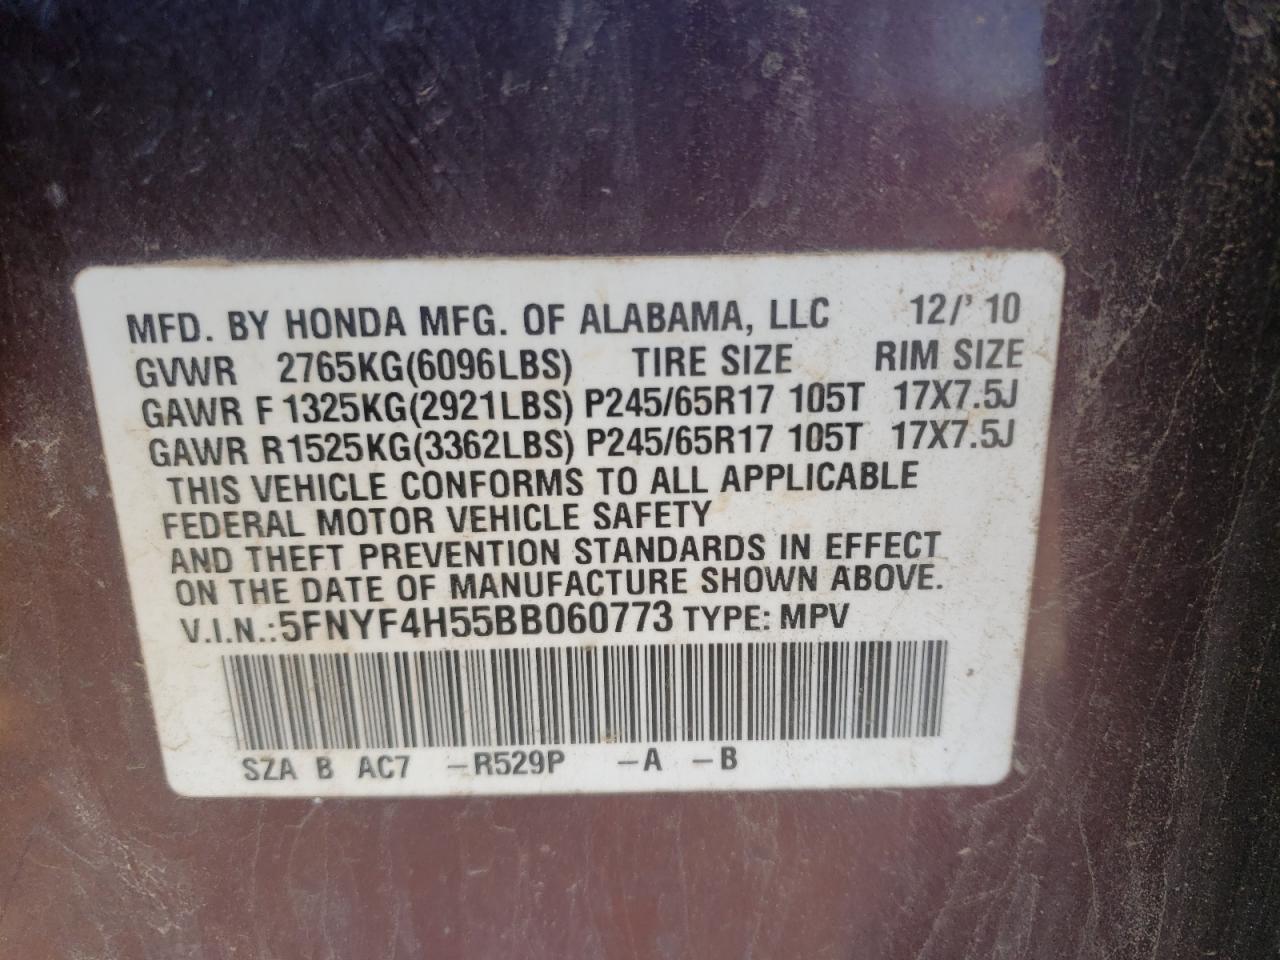 MFD. BY HONDA MFG. OF ALABAMA, LLC 12/' 10
GVWR 2765KG(6096LBS) TIRE SIZE RIM SIZE
GAWR F 1325KG(2921LBS) P245/65R17 105T 17X7.5J
GAWR R1525KG(3362LBS) P245/65R17 105T 17X7.5J
THIS VEHICLE CONFORMS TO ALL APPLICABLE
FEDERAL MOTOR VEHICLE SAFETY
AND THEFT PREVENTION STANDARDS IN EFFECT
ON THE DATE OF MANUFACTURE SHOWN ABOVE.
V.I.N.:5FNYF4H55BB060773 TYPE: MPV
SZA B AC7 -R529P -A -B